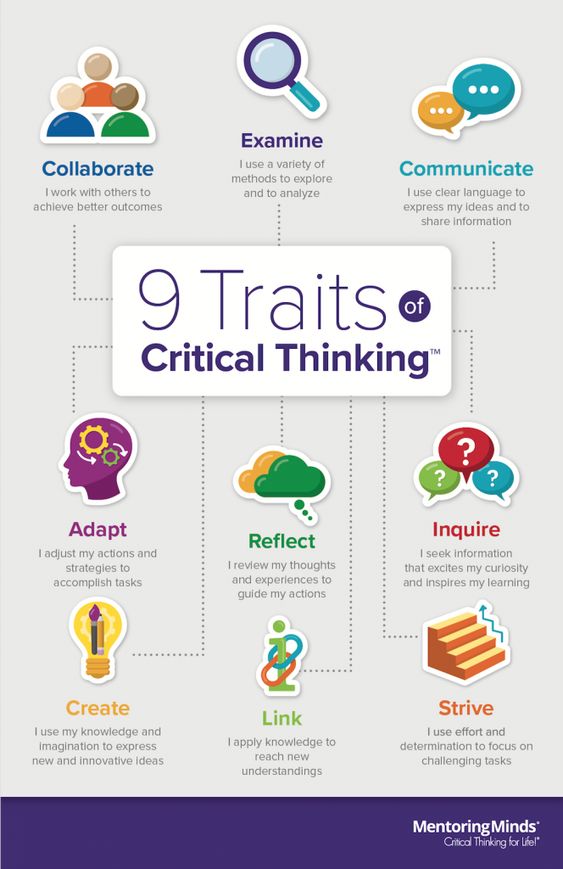 Collaborate
I work with others to
achieve better outcomes
Examine
I use a variety of
methods to explore
and to analyze
Communicate
I use clear language to
express my ideas and to
share information
9 Traits of
Critical Thinking™
Adapt
I adjust my actions and
strategies to
accomplish tasks
Reflect
I review my thoughts
and experiences to
guide my actions
? ? ?
Inquire
I seek information
that excites my curiosity
and inspires my learning
Create
I use my knowledge and
imagination to express
new and innovative ideas
Link
I apply knowledge to
reach new
understandings
Strive
I use effort and
determination to focus on
challenging tasks
MentoringMinds®
Critical Thinking for Life!®